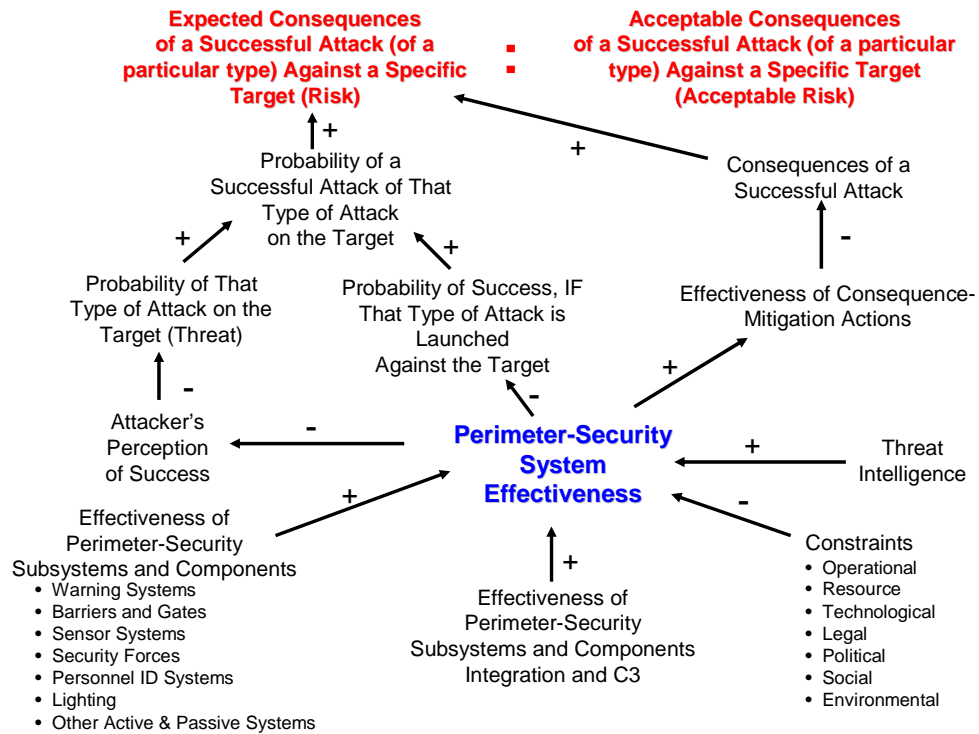 Expected Consequences
of a Successful Attack (of a
particular type) Against a Specific
Target (Risk)
:
Acceptable Consequences
of a Successful Attack (of a particular
type) Against a Specific Target
(Acceptable Risk)
+
+
Probability of a
Successful Attack of That
Type of Attack
on the Target
Consequences of a
Successful Attack
+
+
-
Probability of That
Type of Attack on the
Target (Threat)
Probability of Success, IF
That Type of Attack is
Launched
Against the Target
Effectiveness of Consequence-
Mitigation Actions
-
-
+
Attacker's
Perception
of Success
-
Perimeter-Security
System
Effectiveness
+
Threat
Intelligence
+
-
Effectiveness of
Perimeter-Security
Subsystems and Components
• Warning Systems
• Barriers and Gates
• Sensor Systems
• Security Forces
• Personnel ID Systems
• Lighting
• Other Active & Passive Systems
+
Effectiveness of
Perimeter-Security
Subsystems and Components
Integration and C3
Constraints
• Operational
• Resource
• Technological
• Legal
• Political
• Social
• Environmental